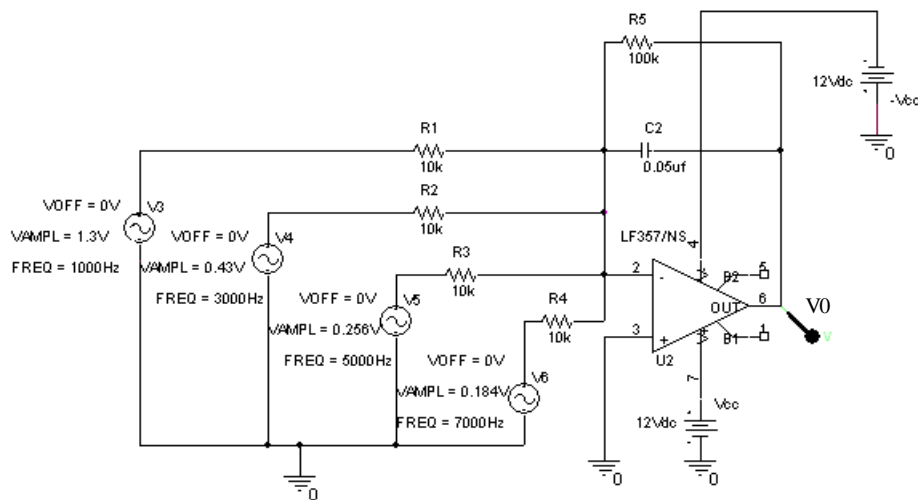 R5
100k
12Vdc
-Vcc
0
R1
10k
C2
0.05uf
R2
10k
VOFF = 0V
V3
VAMPL = 1.3V
FREQ = 1000Hz
VOFF = 0V
V4
VAMPL = 0.43V
FREQ = 3000Hz
R3
10k
VOFF = 0V
V5
VAMPL = 0.256V
FREQ = 5000Hz
R4
10k
VOFF = 0V
V6
VAMPL = 0.184V
FREQ = 7000Hz
LF357/NS
4
2
-
B2
5
OUT
6
V0
V
3
+
B1
1
U2
7
Vcc
12Vdc
0
0
0